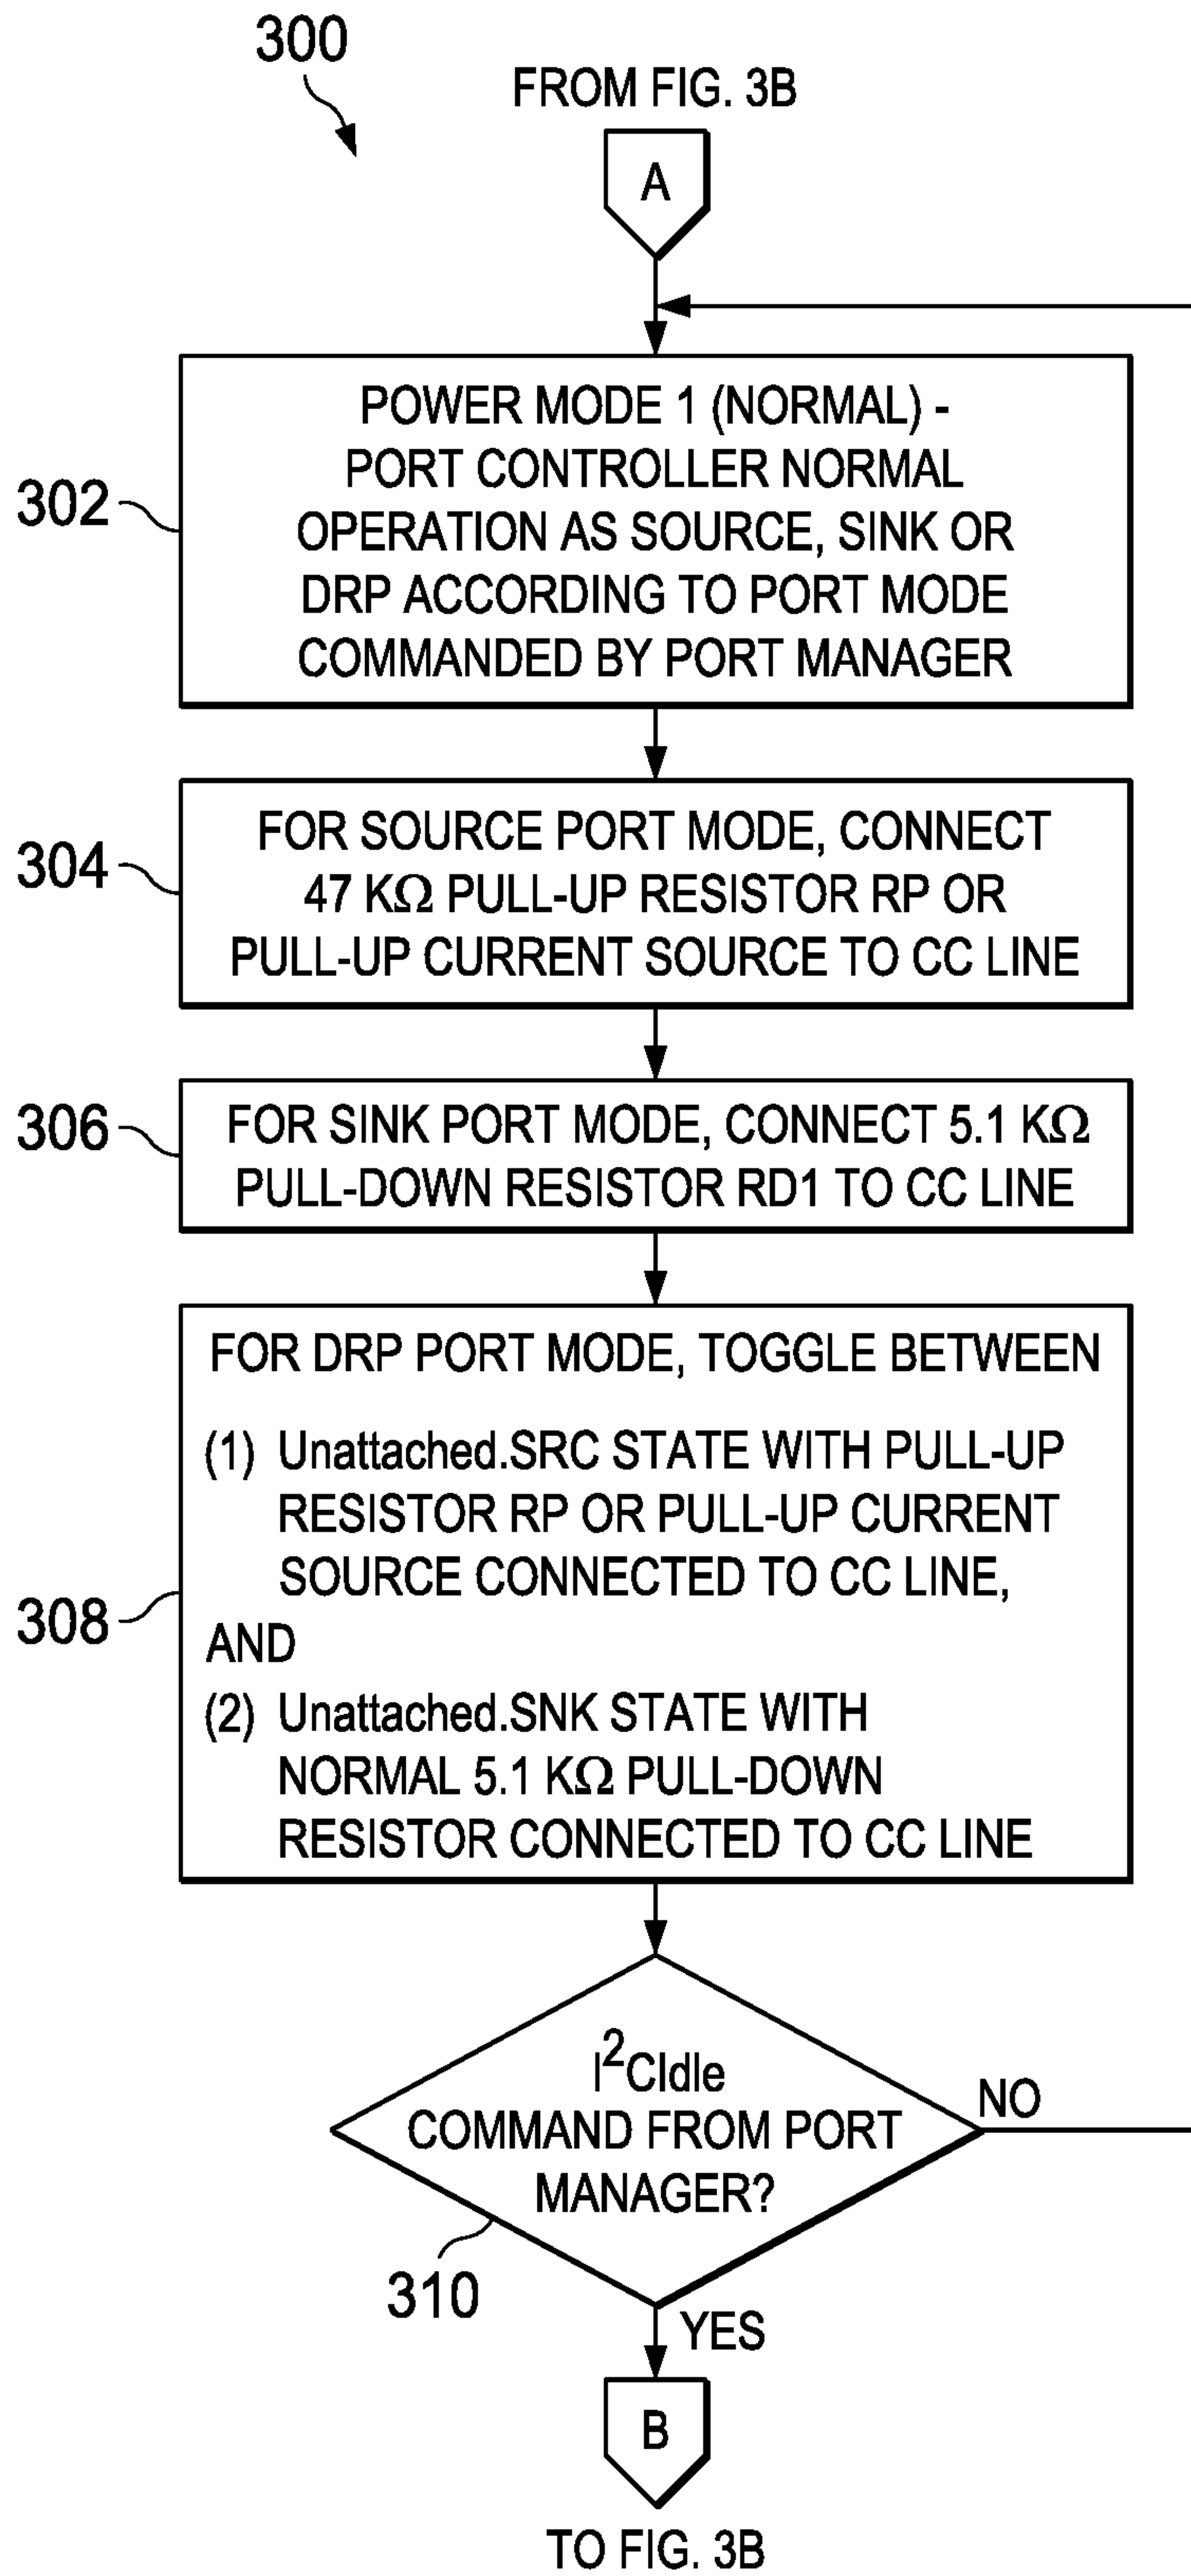 300
FROM FIG. 3B
A
302
POWER MODE 1 (NORMAL) -
PORT CONTROLLER NORMAL
OPERATION AS SOURCE, SINK OR
DRP ACCORDING TO PORT MODE
COMMANDED BY PORT MANAGER
304
FOR SOURCE PORT MODE, CONNECT
47 KΩ PULL-UP RESISTOR RP OR
PULL-UP CURRENT SOURCE TO CC LINE
306
FOR SINK PORT MODE, CONNECT 5.1 KΩ
PULL-DOWN RESISTOR RD1 TO CC LINE
308
FOR DRP PORT MODE, TOGGLE BETWEEN
(1) Unattached.SRC STATE WITH PULL-UP
RESISTOR RP OR PULL-UP CURRENT
SOURCE CONNECTED TO CC LINE,
AND
(2) Unattached.SNK STATE WITH
NORMAL 5.1 KΩ PULL-DOWN
RESISTOR CONNECTED TO CC LINE
I²CIdle
COMMAND FROM PORT
MANAGER?
NO
310
YES
B
TO FIG. 3B